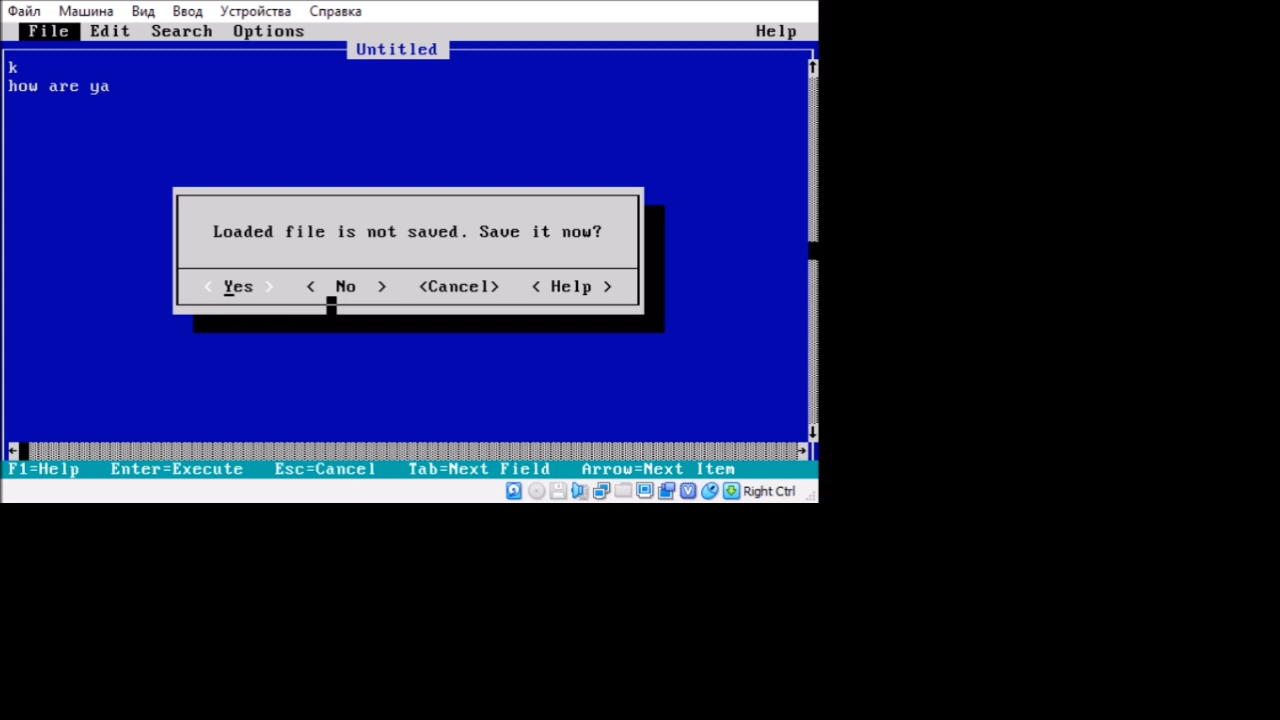 Файл Машина Вид Ввод Устройства Справка
File Edit Search Options Help
Untitled
k
how are ya
Loaded file is not saved. Save it now?
< Yes > < No > <Cancel> < Help >
F1=Help Enter=Execute Esc=Cancel Tab=Next Field Arrow=Next Item
Right Ctrl